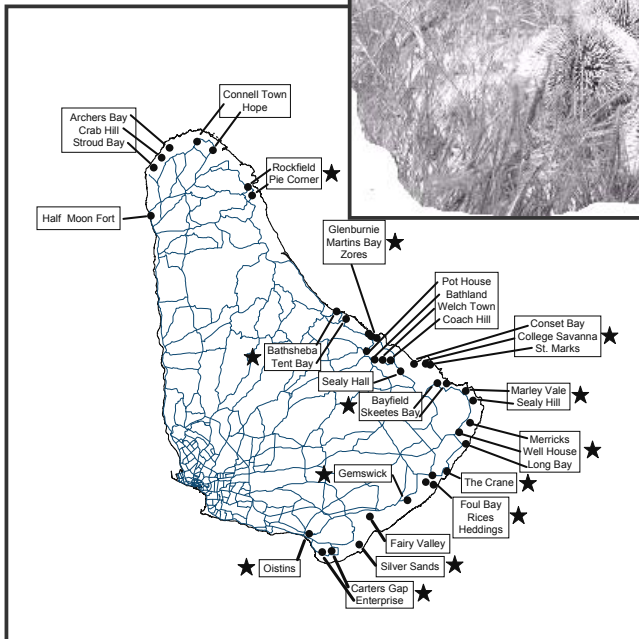 Connell Town
Hope
Archers Bay
Crab Hill
Stroud Bay
Rockfield
Pie Corner
Half Moon Fort
Glenburnie
Martins Bay
Zores
Pot House
Bathland
Welch Town
Coach Hill
Conset Bay
College Savanna
St. Marks
Bathsheba
Tent Bay
Sealy Hall
Marley Vale
Sealy Hill
Bayfield
Skeetes Bay
Merricks
Well House
Long Bay
Gemswick
The Crane
Foul Bay
Rices
Heddings
Fairy Valley
Oistins
Silver Sands
Carters Gap
Enterprise